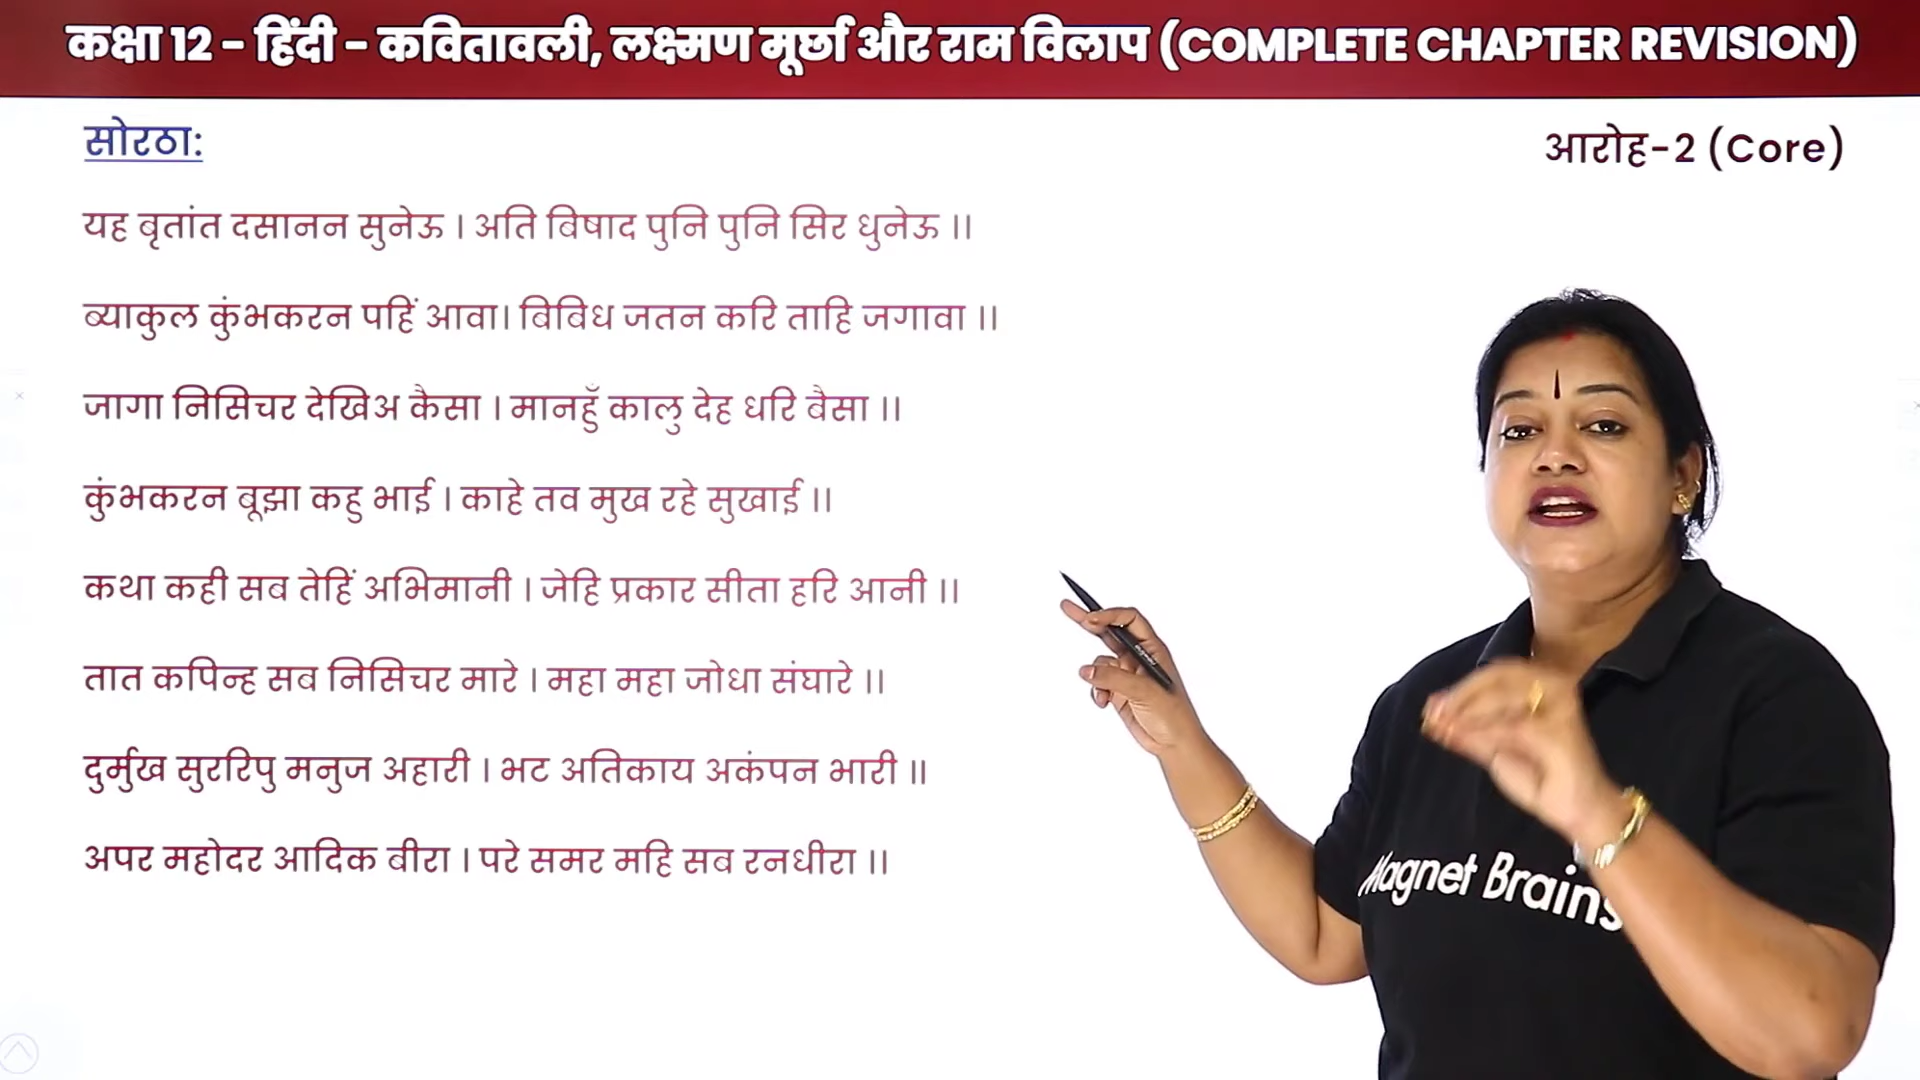 कक्षा 12 - हिंदी - कवितावली, लक्ष्मण मूर्छा और राम विलाप (COMPLETE CHAPTER REVISION)
सोरठा:
आरोह-2 (Core)
यह बृतांत दसानन सुनेऊ । अति बिषाद पुनि पुनि सिर धुनेऊ ।।
ब्याकुल कुंभकरन पहिं आवा। बिबिध जतन करि ताहि जगावा ।।
जागा निसिचर देखिअ कैसा । मानहुँ कालु देह धरि बैसा ।।
कुंभकरन बूझा कहु भाई । काहे तव मुख रहे सुखाई ।।
कथा कही सब तेहिं अभिमानी । जेहि प्रकार सीता हरि आनी ।।
तात कपिन्ह सब निसिचर मारे । महा महा जोधा संघारे ।।
दुर्मुख सुररिपु मनुज अहारी । भट अतिकाय अकंपन भारी ॥
अपर महोदर आदिक बीरा । परे समर महि सब रनधीरा ।।
Magnet Brains